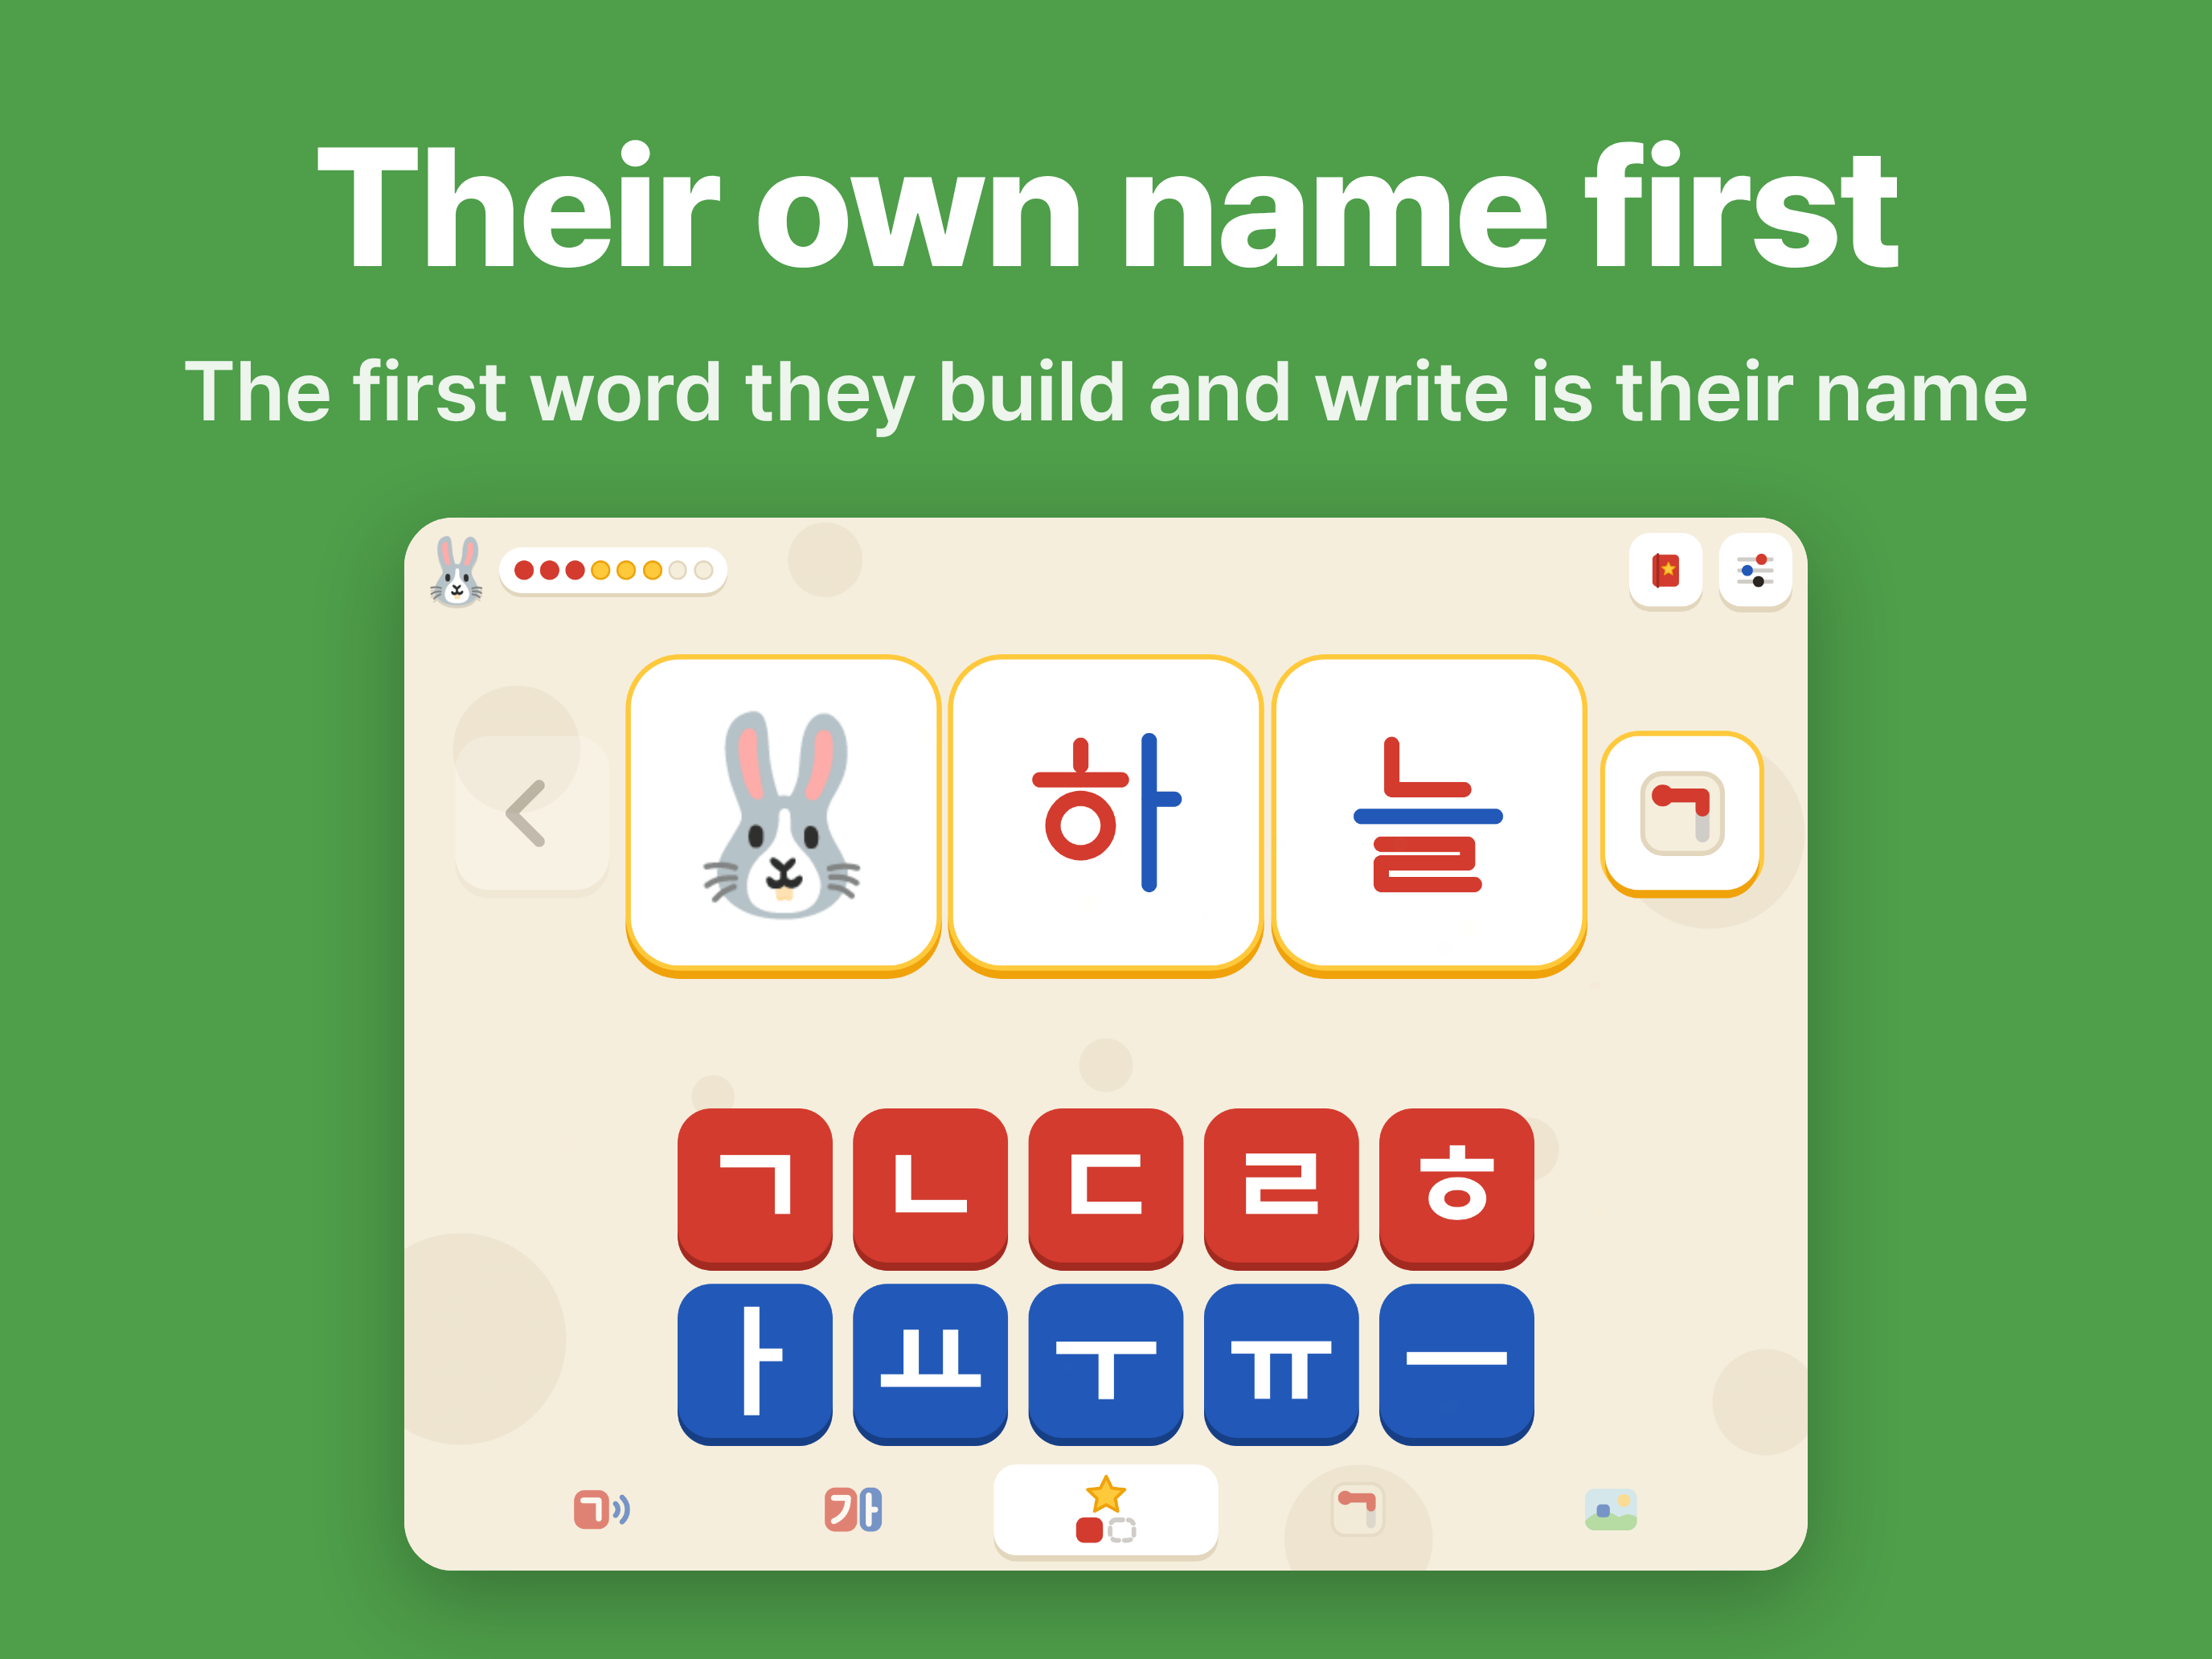 Their own name first
The first word they build and write is their name
하 늘
ㄱ ㄴ ㄷ ㄹ ㅎ
ㅏ ㅛ ㅜ ㅠ ㅡ
ㄱ 가 ㄱ